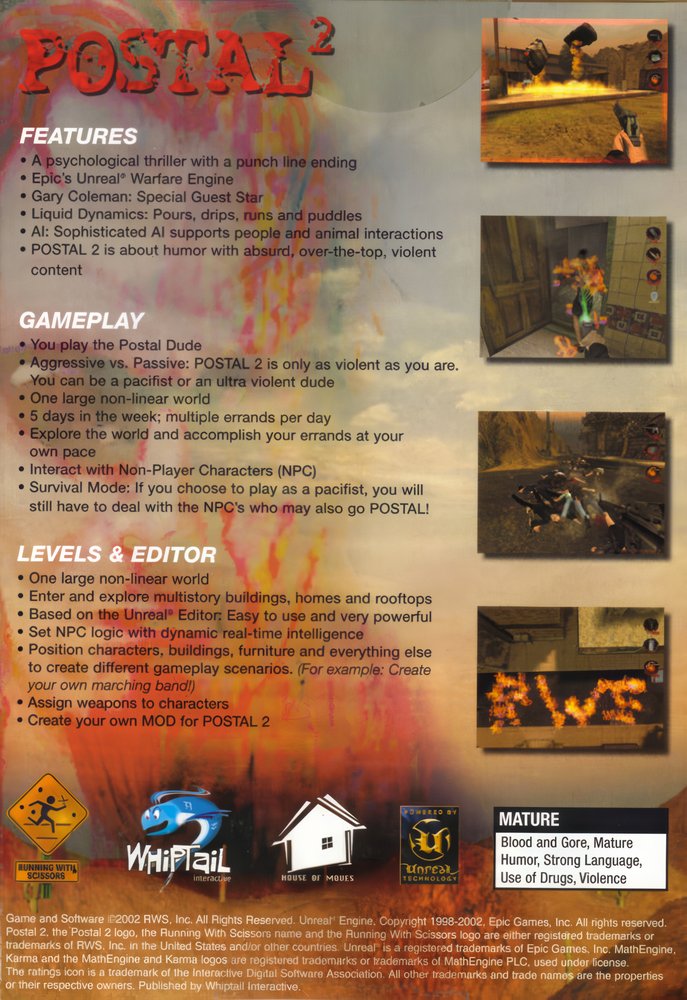 POSTAL 2
FEATURES
• A psychological thriller with a punch line ending
• Epic's Unreal® Warfare Engine
• Gary Coleman: Special Guest Star
• Liquid Dynamics: Pours, drips, runs and puddles
• AI: Sophisticated AI supports people and animal interactions
• POSTAL 2 is about humor with absurd, over-the-top, violent
content
GAMEPLAY
• You play the Postal Dude
• Aggressive vs. Passive: POSTAL 2 is only as violent as you are.
You can be a pacifist or an ultra violent dude
• One large non-linear world
• 5 days in the week; multiple errands per day
• Explore the world and accomplish your errands at your
own pace
• Interact with Non-Player Characters (NPC)
• Survival Mode: If you choose to play as a pacifist, you will
still have to deal with the NPC's who may also go POSTAL!
LEVELS & EDITOR
• One large non-linear world
• Enter and explore multistory buildings, homes and rooftops
• Based on the Unreal® Editor: Easy to use and very powerful
• Set NPC logic with dynamic real-time intelligence
• Position characters, buildings, furniture and everything else
to create different gameplay scenarios. (For example: Create
your own marching band!)
• Assign weapons to characters
• Create your own MOD for POSTAL 2
RWS
RUNNING WITH
SCISSORS
WHIPTAIL
interactive
HOUSE OF MOVES
POWERED BY
Unreal
TECHNOLOGY
MATURE
Blood and Gore, Mature
Humor, Strong Language,
Use of Drugs, Violence
Game and Software ©2002 RWS, Inc. All Rights Reserved. Unreal® Engine, Copyright 1998-2002, Epic Games, Inc. All rights reserved.
Postal 2, the Postal 2 logo, the Running With Scissors name and the Running With Scissors logo are either registered trademarks or
trademarks of RWS, Inc. in the United States and/or other countries. Unreal® is a registered trademark of Epic Games, Inc. MathEngine,
Karma and the MathEngine and Karma logos are registered trademarks or trademarks of MathEngine PLC, used under license.
The ratings icon is a trademark of the Interactive Digital Software Association. All other trademarks and trade names are the properties
of their respective owners. Published by Whiptail Interactive.